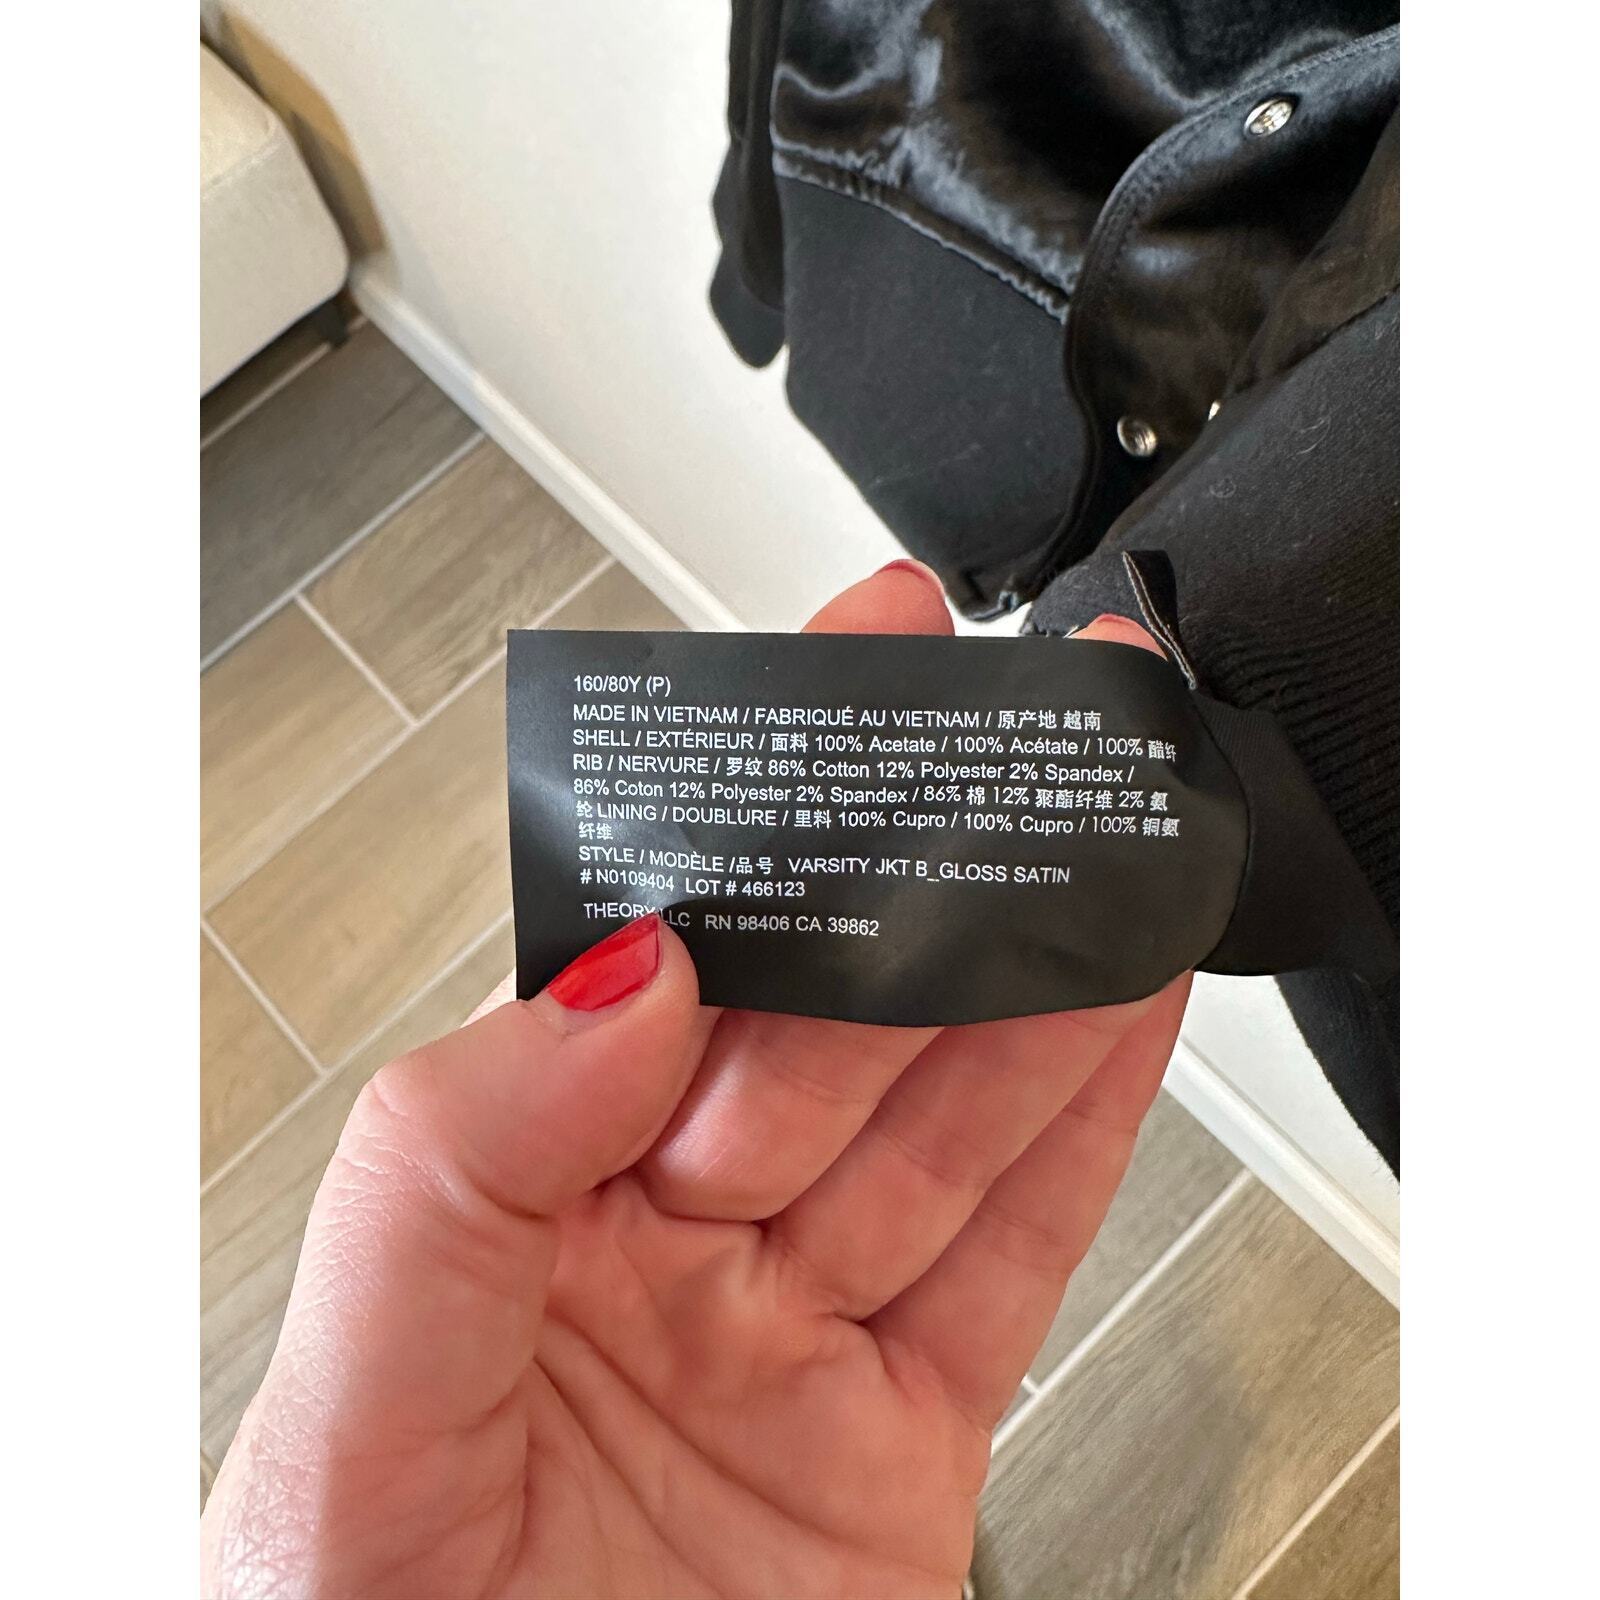 160/80Y (P)
MADE IN VIETNAM / FABRIQUÉ AU VIETNAM / 原产地 越南
SHELL / EXTÉRIEUR / 面料 100% Acetate / 100% Acétate / 100% 醋纤
RIB / NERVURE / 罗纹 86% Cotton 12% Polyester 2% Spandex /
86% Coton 12% Polyester 2% Spandex / 86% 棉 12% 聚酯纤维 2% 氨
纶 LINING / DOUBLURE / 里料 100% Cupro / 100% Cupro / 100% 铜氨
纤维
STYLE / MODÈLE /品号 VARSITY JKT B_GLOSS SATIN
# N0109404 LOT # 466123
THEORY LLC RN 98406 CA 39862